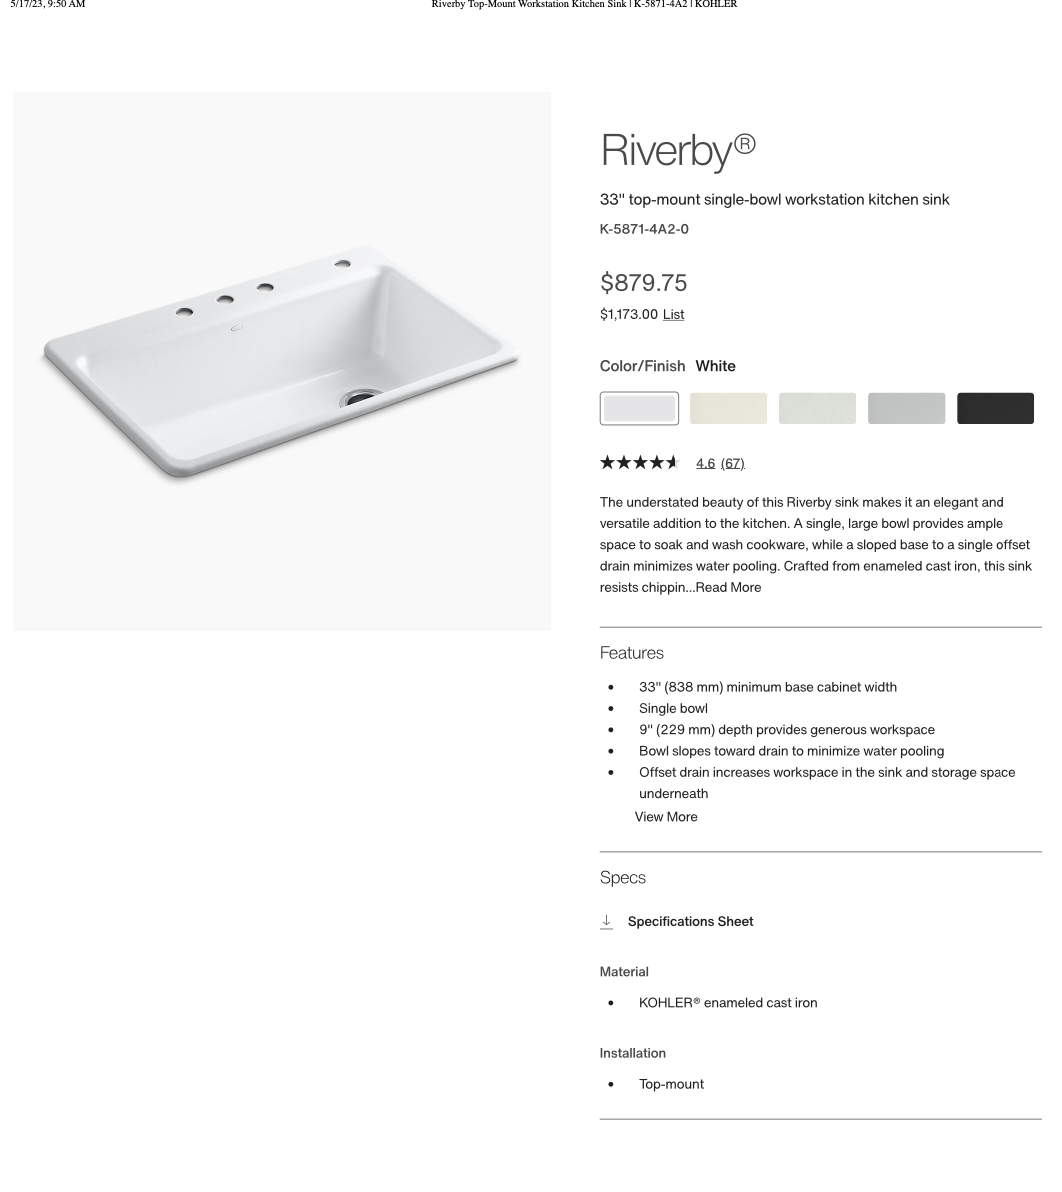 5/17/23, 9:50 AM
Riverby Top-Mount Workstation Kitchen Sink | K-5871-4A2 | KOHLER
Riverby®
33" top-mount single-bowl workstation kitchen sink
K-5871-4A2-0
$879.75
$1,173.00 List
Color/Finish White
4.6 (67)
The understated beauty of this Riverby sink makes it an elegant and
versatile addition to the kitchen. A single, large bowl provides ample
space to soak and wash cookware, while a sloped base to a single offset
drain minimizes water pooling. Crafted from enameled cast iron, this sink
resists chippin...Read More
Features
• 33" (838 mm) minimum base cabinet width
• Single bowl
• 9" (229 mm) depth provides generous workspace
• Bowl slopes toward drain to minimize water pooling
• Offset drain increases workspace in the sink and storage space
underneath
View More
Specs
Specifications Sheet
Material
• KOHLER® enameled cast iron
Installation
• Top-mount